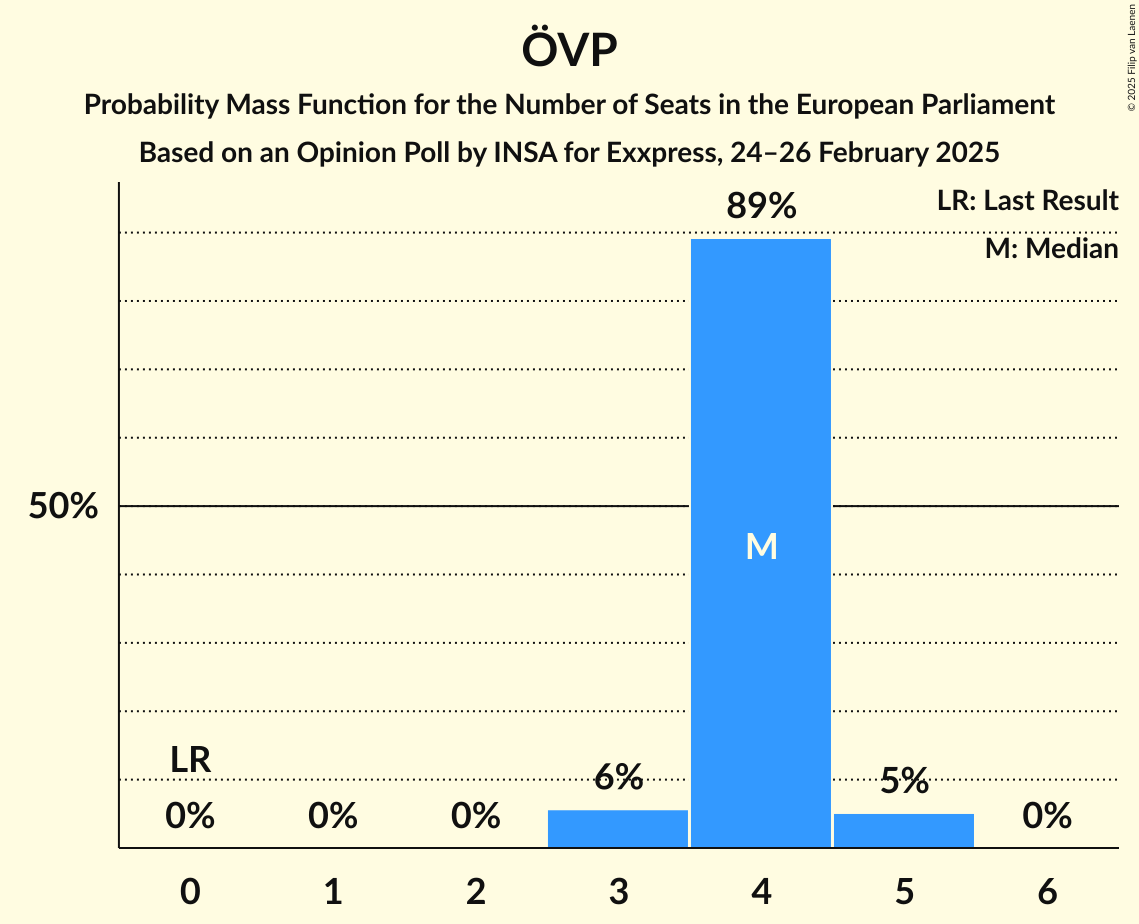 ÖVP
Probability Mass Function for the Number of Seats in the European Parliament
Based on an Opinion Poll by INSA for Exxpress, 24–26 February 2025
© 2025 Filip van Laenen
LR: Last Result
M: Median
89%
50%
M
LR
0%
0%
0%
6%
5%
0%
0
1
2
3
4
5
6